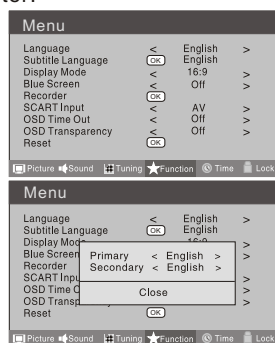 Menu
Language < English >
Subtitle Language OK English
Display Mode < 16:9 >
Blue Screen < Off >
Recorder OK
SCART Input < AV >
OSD Time Out < Off >
OSD Transparency < Off >
Reset OK
Picture Sound Tuning Function Time Lock
Menu
Language < English >
Subtitle Language OK English
Display Mode 16:9 >
Blue Screen >
Primary < English >
Recorder
Secondary < English >
SCART Inpu >
OSD Time O >
Close
OSD Transp >
Reset OK
Picture Sound Tuning Function Time Lock